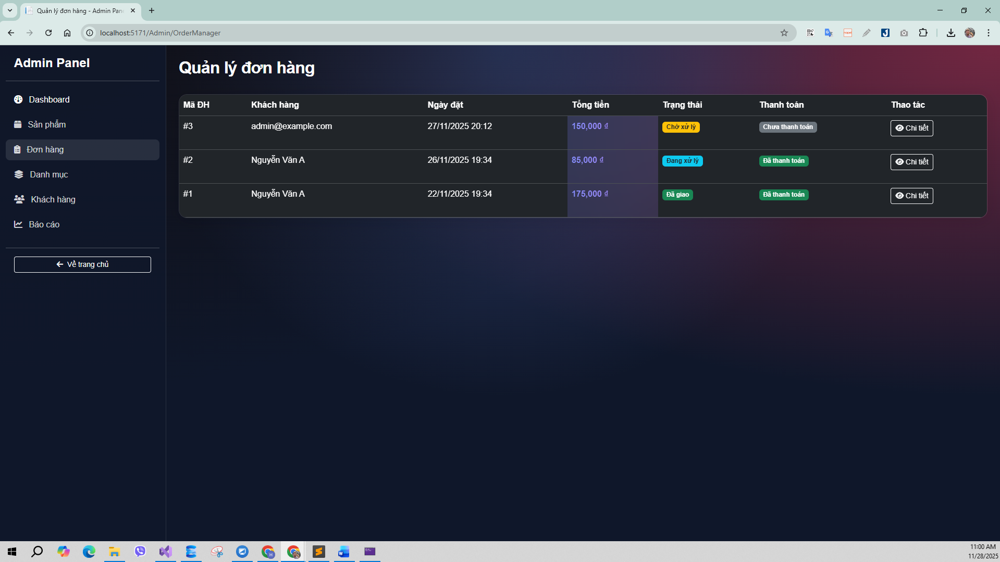 Quản lý đơn hàng - Admin Pan
localhost:5171/Admin/OrderManager
Admin Panel
Dashboard
Sản phẩm
Đơn hàng
Danh mục
Khách hàng
Báo cáo
Về trang chủ
Quản lý đơn hàng
Mã ĐH Khách hàng Ngày đặt Tổng tiền Trạng thái Thanh toán Thao tác
#3 admin@example.com 27/11/2025 20:12 150,000 ₫ Chờ xử lý Chưa thanh toán Chi tiết
#2 Nguyễn Văn A 26/11/2025 19:34 85,000 ₫ Đang xử lý Đã thanh toán Chi tiết
#1 Nguyễn Văn A 22/11/2025 19:34 175,000 ₫ Đã giao Đã thanh toán Chi tiết
11:00 AM
11/28/2025